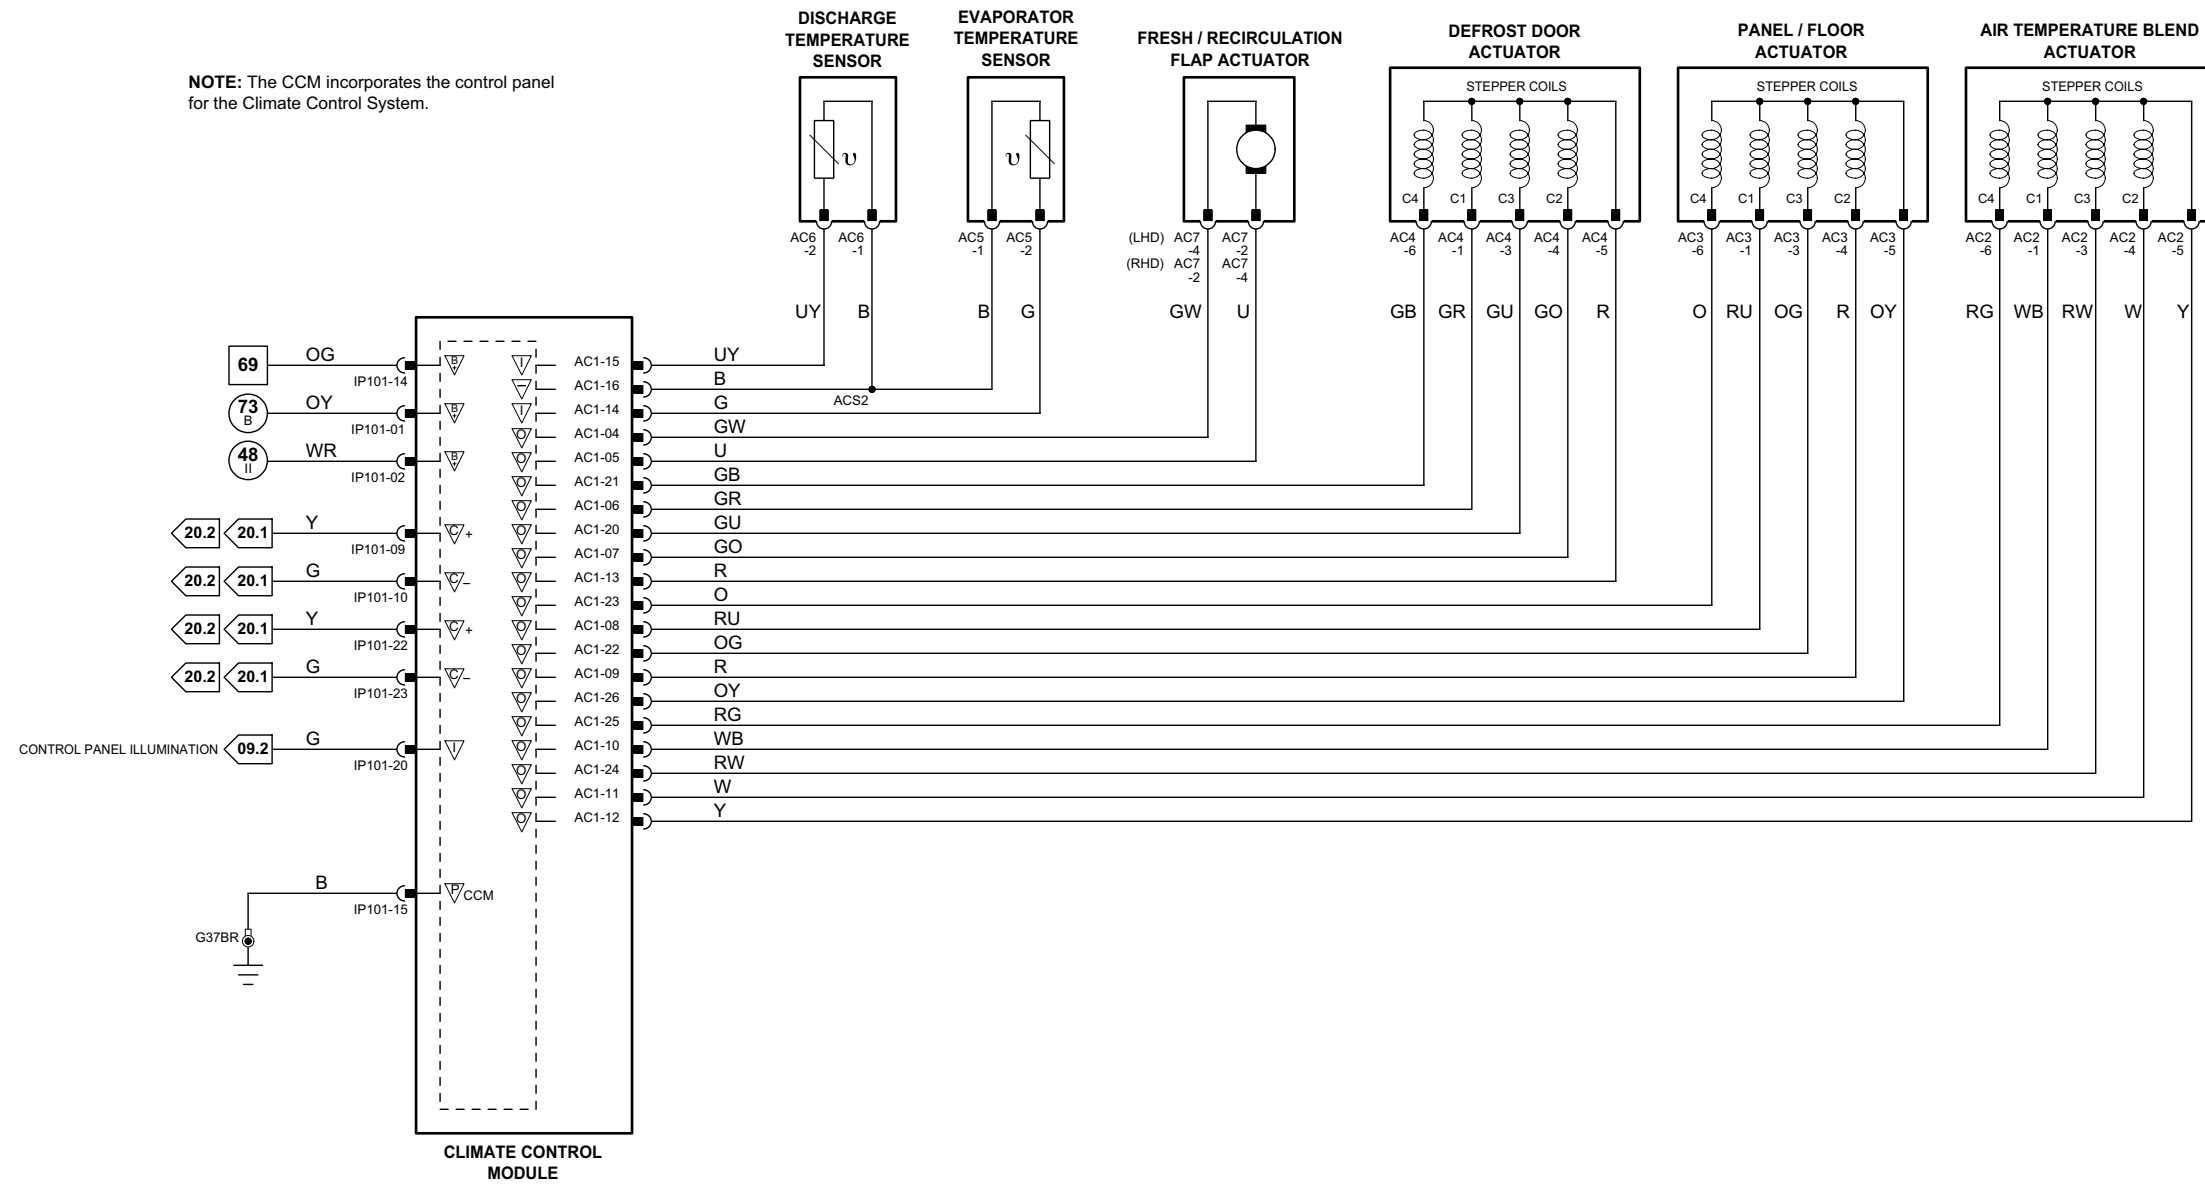 DISCHARGE
TEMPERATURE
SENSOR
EVAPORATOR
TEMPERATURE
SENSOR
FRESH / RECIRCULATION
FLAP ACTUATOR
DEFROST DOOR
ACTUATOR
PANEL / FLOOR
ACTUATOR
AIR TEMPERATURE BLEND
ACTUATOR
NOTE: The CCM incorporates the control panel
for the Climate Control System.
STEPPER COILS
STEPPER COILS
STEPPER COILS
υ
υ
C4 C1 C3 C2
C4 C1 C3 C2
C4 C1 C3 C2
AC6 AC6
-2 -1
AC5 AC5
-1 -2
(LHD) AC7 AC7
-4 -2
(RHD) AC7 AC7
-2 -4
AC4 AC4 AC4 AC4 AC4
-6 -1 -3 -4 -5
AC3 AC3 AC3 AC3 AC3
-6 -1 -3 -4 -5
AC2 AC2 AC2 AC2 AC2
-6 -1 -3 -4 -5
UY B B G GW U GB GR GU GO R O RU OG R OY RG WB RW W Y
69 OG IP101-14 B+
73 B OY IP101-01 B+
48 II WR IP101-02 B+
20.2 20.1 Y IP101-09 C +
20.2 20.1 G IP101-10 C –
20.2 20.1 Y IP101-22 C +
20.2 20.1 G IP101-23 C –
CONTROL PANEL ILLUMINATION 09.2 G IP101-20 I
B IP101-15 P CCM
G37BR
I AC1-15 UY
– AC1-16 B
ACS2
I AC1-14 G
O AC1-04 GW
O AC1-05 U
O AC1-21 GB
O AC1-06 GR
O AC1-20 GU
O AC1-07 GO
O AC1-13 R
O AC1-23 O
O AC1-08 RU
O AC1-22 OG
O AC1-09 R
O AC1-26 OY
O AC1-25 RG
O AC1-10 WB
O AC1-24 RW
O AC1-11 W
O AC1-12 Y
CLIMATE CONTROL
MODULE